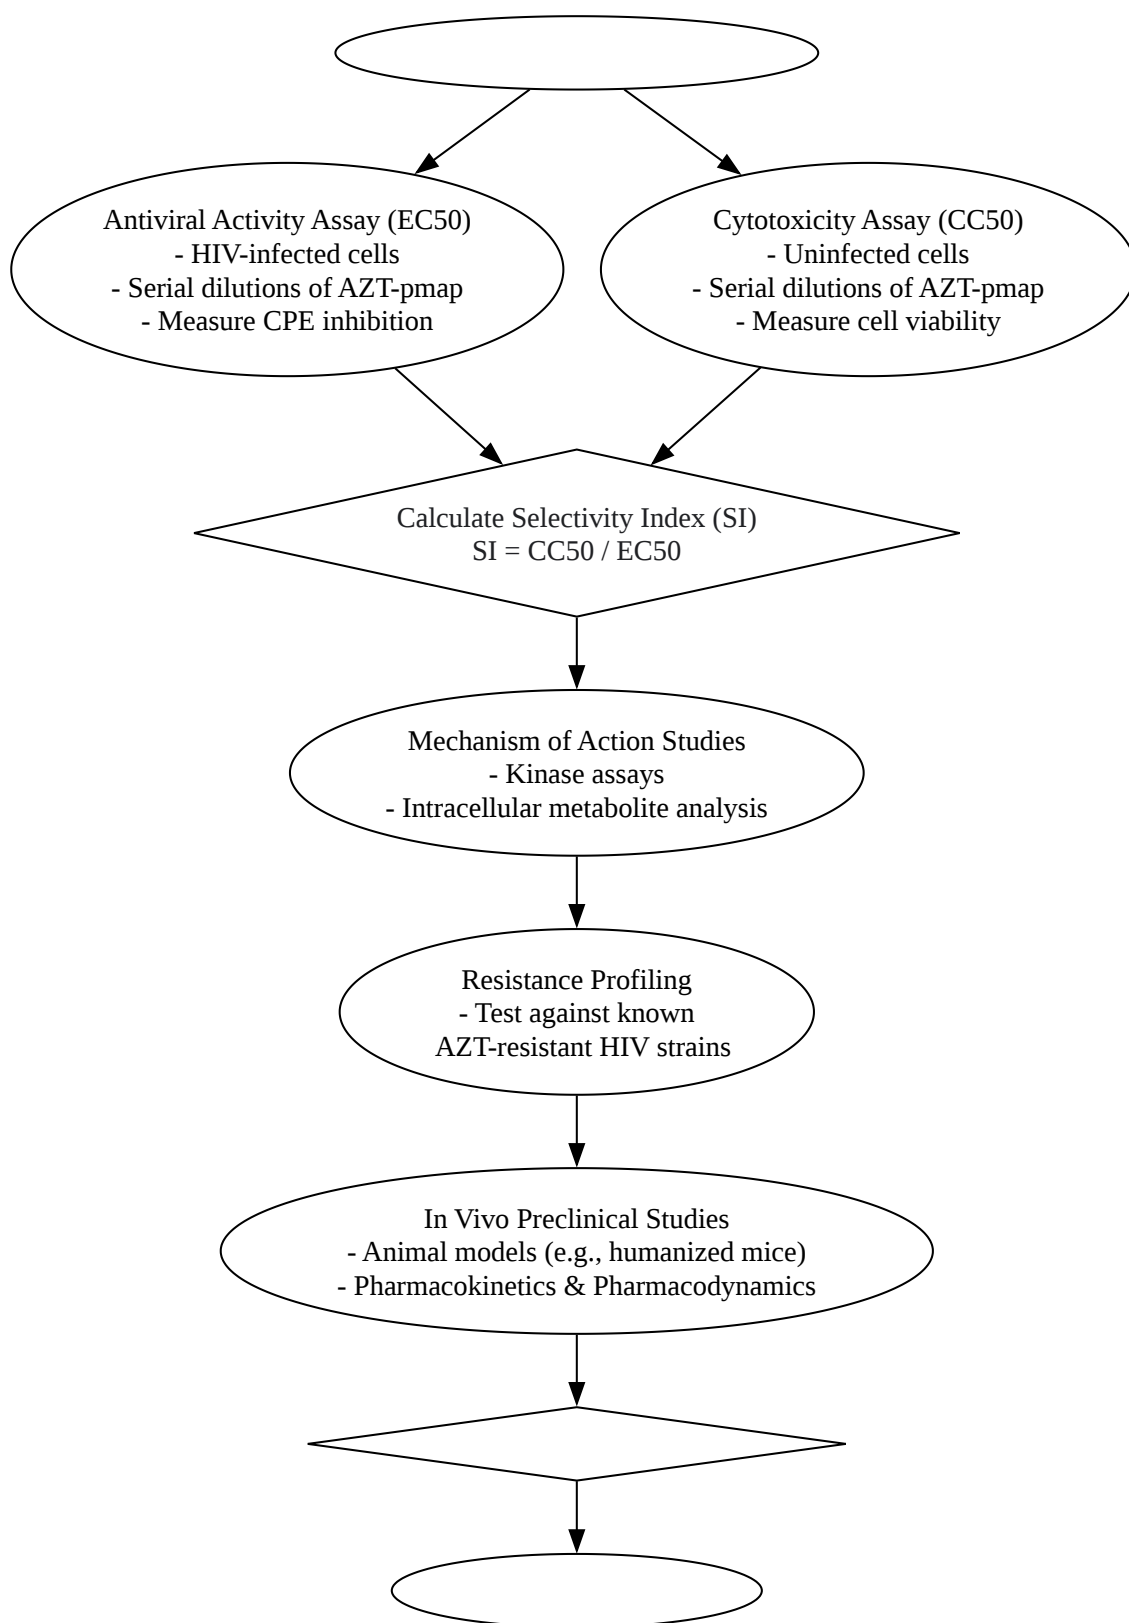 Antiviral Activity Assay (EC50)
- HIV-infected cells
- Serial dilutions of AZT-pmap
- Measure CPE inhibition
Cytotoxicity Assay (CC50)
- Uninfected cells
- Serial dilutions of AZT-pmap
- Measure cell viability
Calculate Selectivity Index (SI)
SI = CC50 / EC50
Mechanism of Action Studies
- Kinase assays
- Intracellular metabolite analysis
Resistance Profiling
- Test against known
AZT-resistant HIV strains
In Vivo Preclinical Studies
- Animal models (e.g., humanized mice)
- Pharmacokinetics & Pharmacodynamics